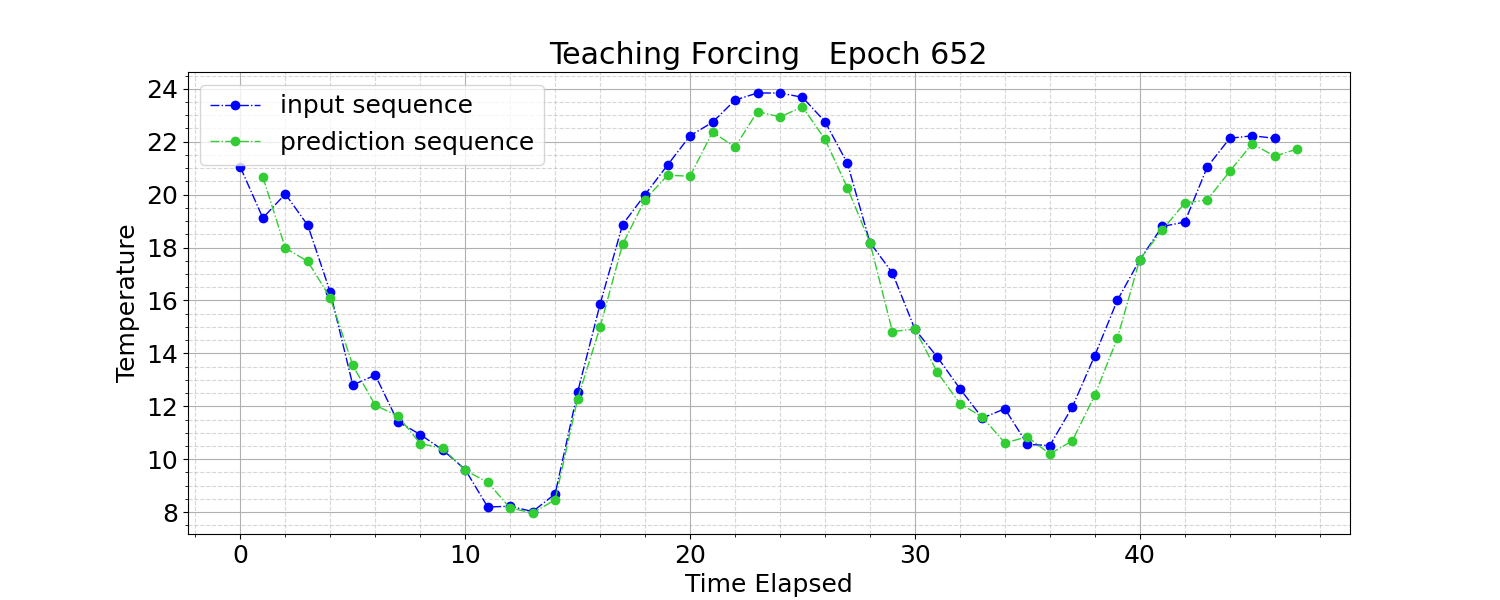 Teaching Forcing   Epoch 652
input sequence
prediction sequence
Temperature
24
22
20
18
16
14
12
10
8
0 10 20 30 40
Time Elapsed